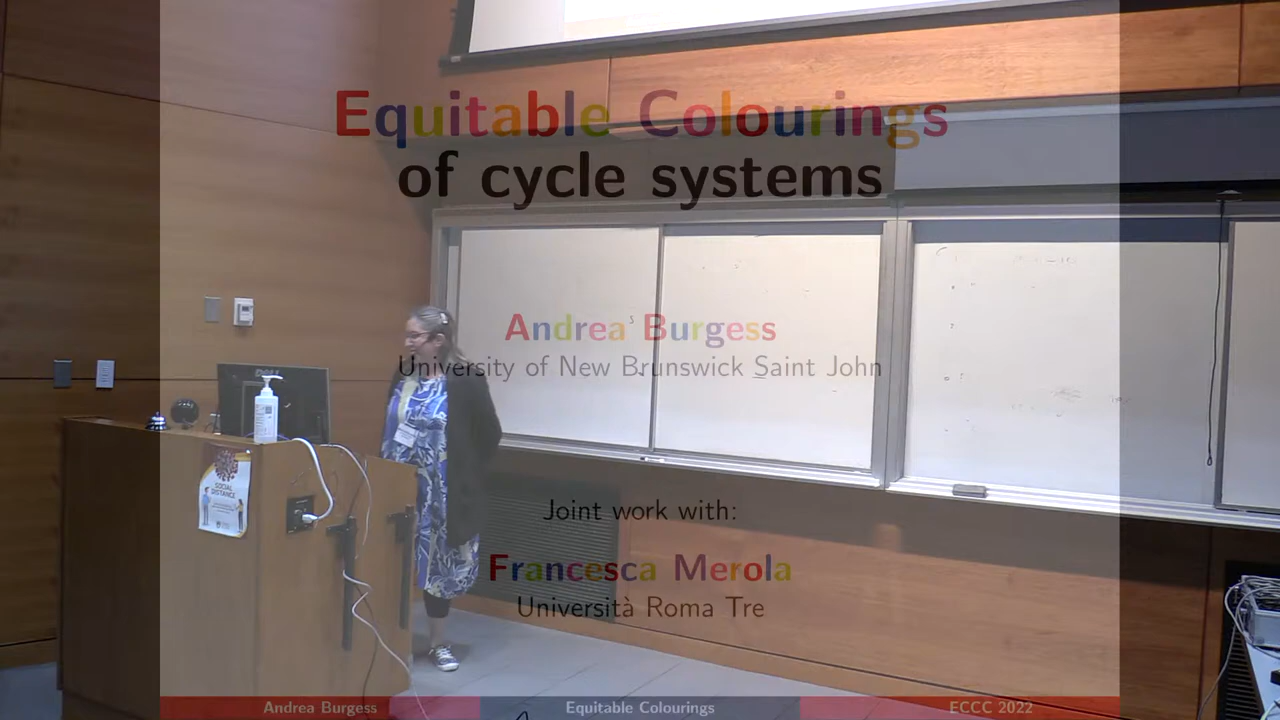 Equitable Colourings
of cycle systems
Andrea Burgess
University of New Brunswick Saint John
DELL
SOCIAL
DISTANCE
Joint work with:
Francesca Merola
Università Roma Tre
Andrea Burgess
Equitable Colourings
ECCC 2022